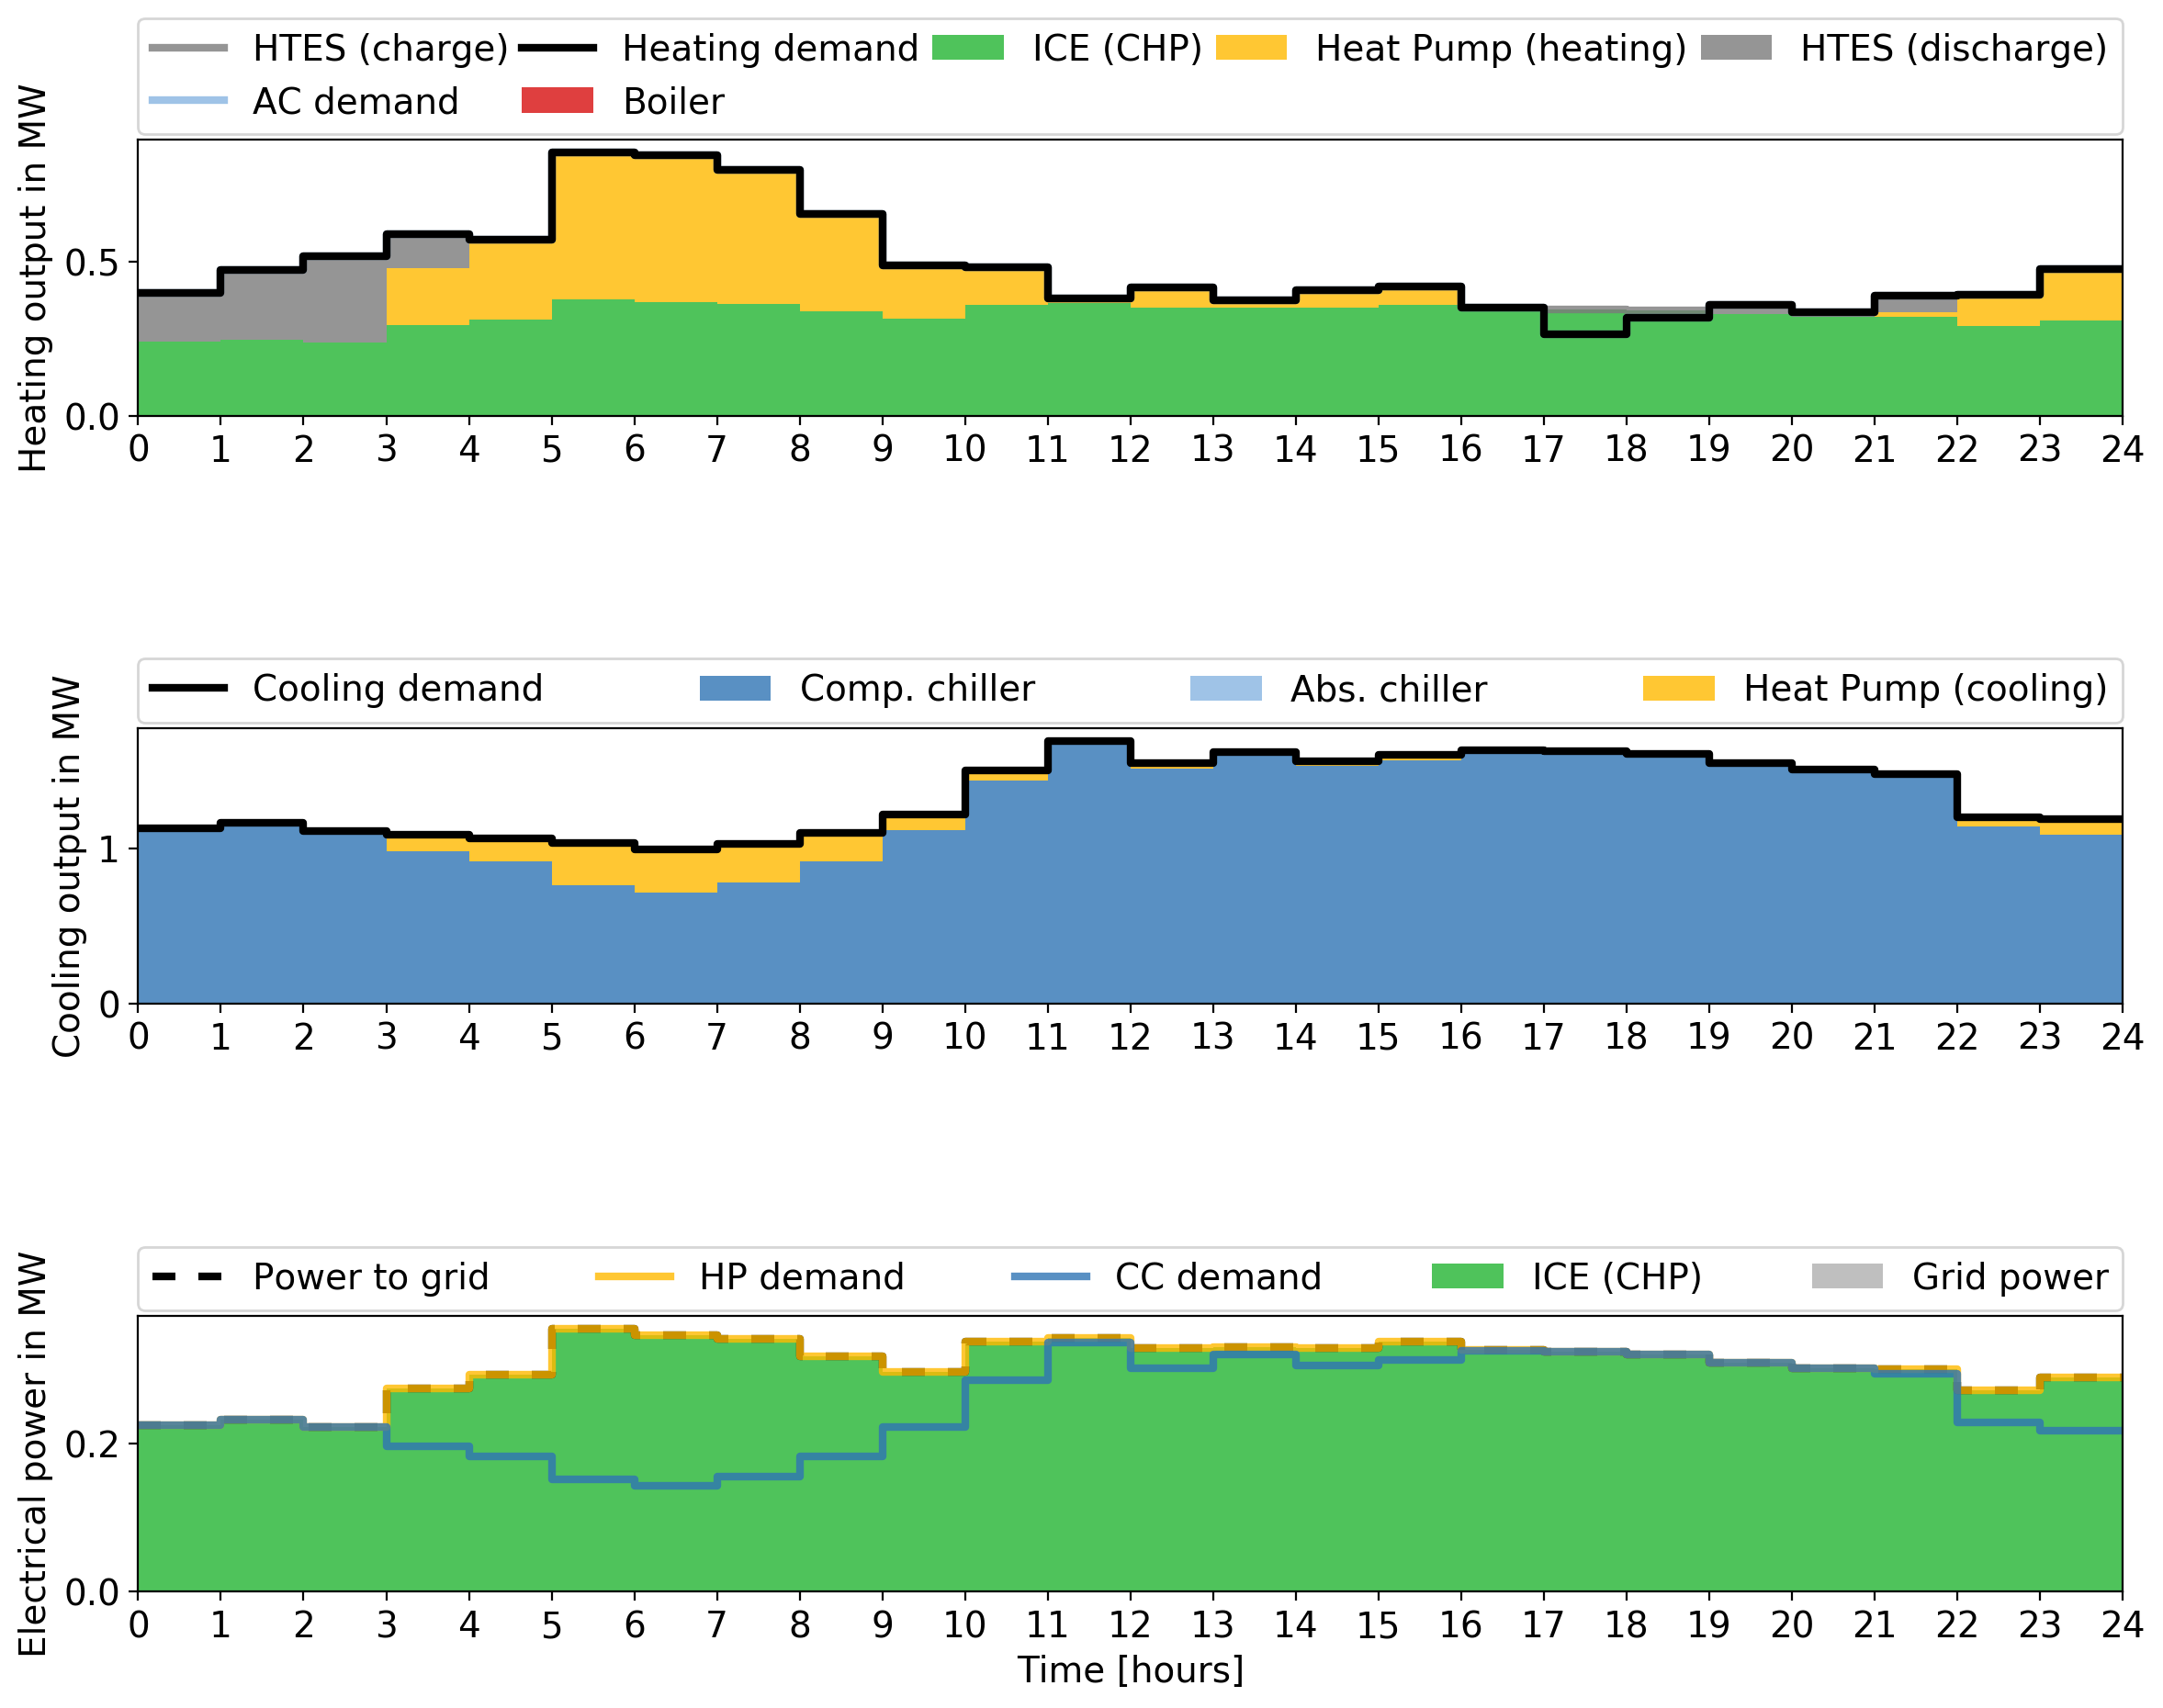 HTES (charge) Heating demand ICE (CHP) Heat Pump (heating) HTES (discharge)
AC demand Boiler
Heating output in MW
0.5
0.0
0 1 2 3 4 5 6 7 8 9 10 11 12 13 14 15 16 17 18 19 20 21 22 23 24
Cooling demand Comp. chiller Abs. chiller Heat Pump (cooling)
Cooling output in MW
1
0
0 1 2 3 4 5 6 7 8 9 10 11 12 13 14 15 16 17 18 19 20 21 22 23 24
Power to grid HP demand CC demand ICE (CHP) Grid power
Electrical power in MW
0.2
0.0
0 1 2 3 4 5 6 7 8 9 10 11 12 13 14 15 16 17 18 19 20 21 22 23 24
Time [hours]